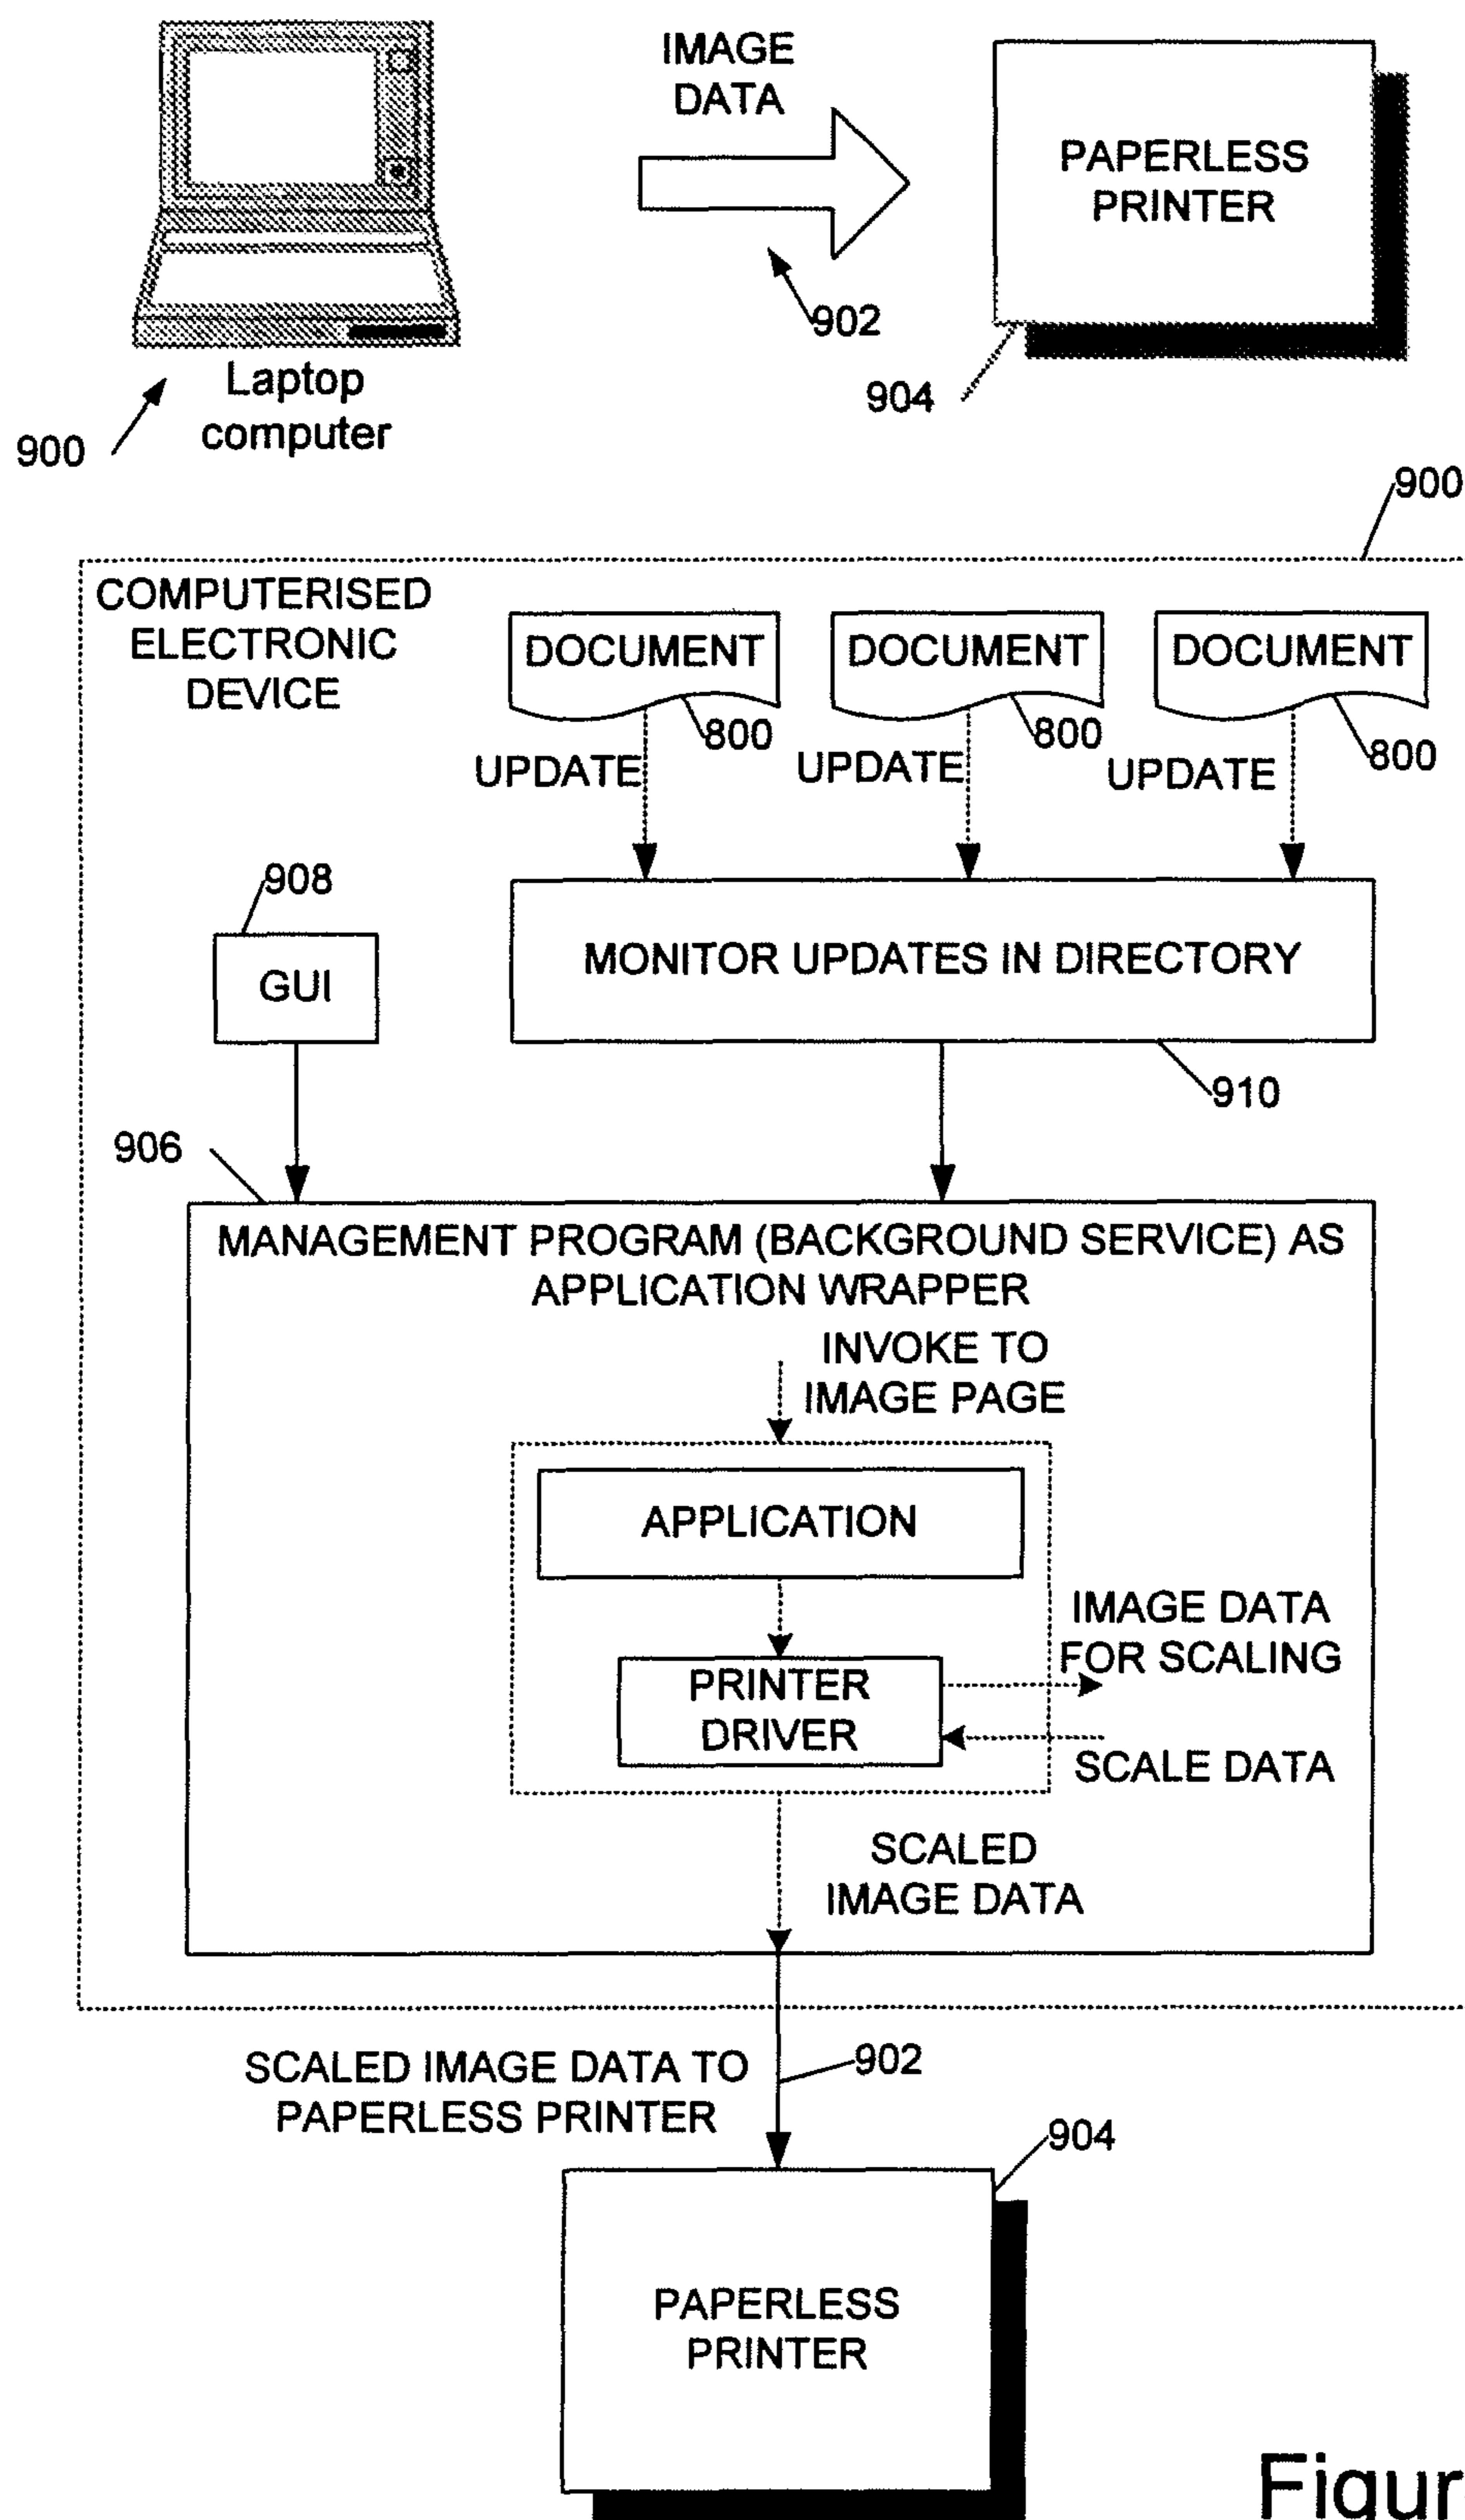 IMAGE
DATA
PAPERLESS
PRINTER
902
904
Laptop
computer
900
900
COMPUTERISED
ELECTRONIC
DEVICE
DOCUMENT
DOCUMENT
DOCUMENT
800
800
800
UPDATE
UPDATE
UPDATE
908
GUI
MONITOR UPDATES IN DIRECTORY
910
906
MANAGEMENT PROGRAM (BACKGROUND SERVICE) AS
APPLICATION WRAPPER
INVOKE TO
IMAGE PAGE
APPLICATION
IMAGE DATA
FOR SCALING
PRINTER
DRIVER
SCALE DATA
SCALED
IMAGE DATA
SCALED IMAGE DATA TO
PAPERLESS PRINTER
902
904
PAPERLESS
PRINTER